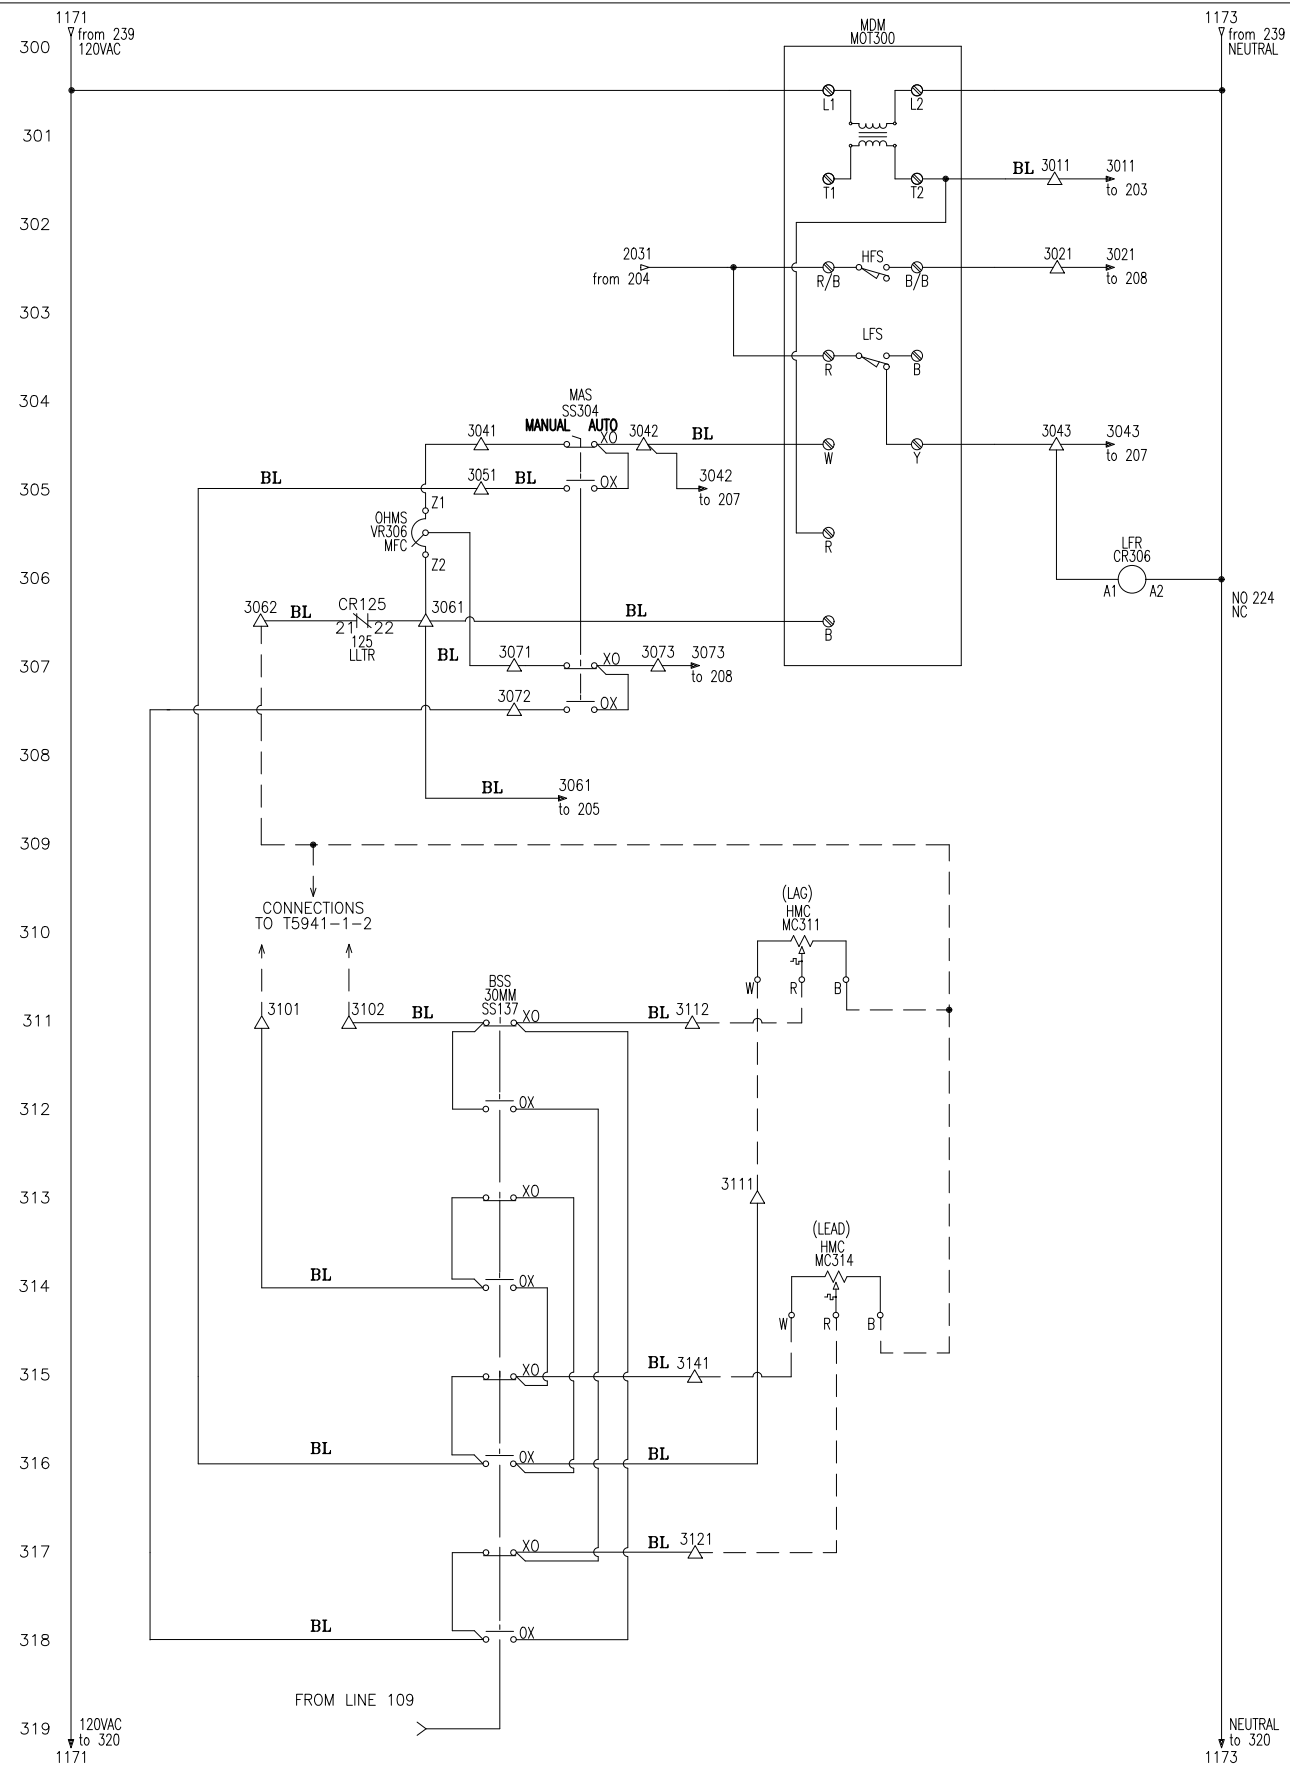 1171
from 239
120VAC
1173
from 239
NEUTRAL
300
MDM
MOT300
L1
L2
301
T1
T2
BL
3011
3011
to 203
302
2031
from 204
R/B
HFS
B/B
3021
3021
to 208
303
LFS
R
B
304
MAS
SS304
MANUAL AUTO
3041
XO
3042
BL
W
Y
3043
3043
to 207
305
BL
3051
BL
OX
3042
to 207
Z1
OHMS
VR306
MFC
Z2
R
LFR
CR306
A1
A2
306
NO 224
NC
3062
BL
CR125
21
22
125
LLTR
3061
BL
B
307
BL
3071
XO
3073
3073
to 208
3072
OX
308
BL
3061
to 205
309
CONNECTIONS
TO T5941-1-2
310
(LAG)
HMC
MC311
W
R
B
311
3101
3102
BL
BSS
30MM
SS137
XO
BL
3112
312
OX
313
XO
3111
314
BL
OX
(LEAD)
HMC
MC314
W
R
B
315
XO
BL
3141
316
BL
OX
BL
317
XO
BL
3121
318
BL
OX
FROM LINE 109
319
120VAC
to 320
1171
NEUTRAL
to 320
1173